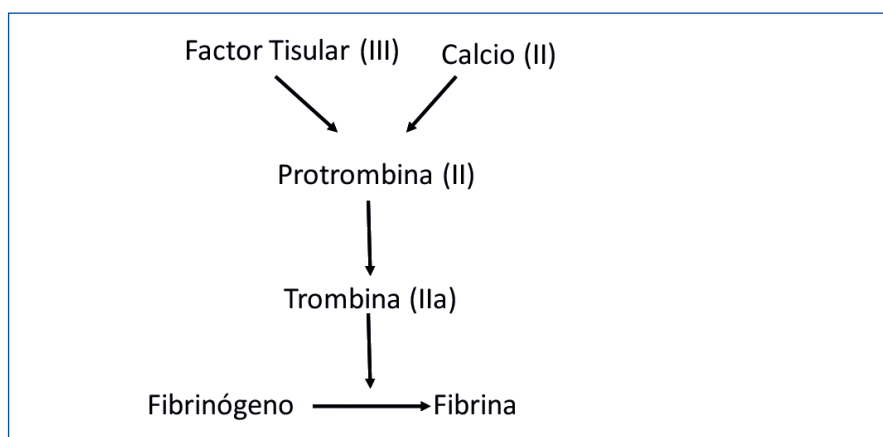 Factor Tisular (III) Calcio (II)
Protrombina (II)
Trombina (IIa)
Fibrinógeno Fibrina